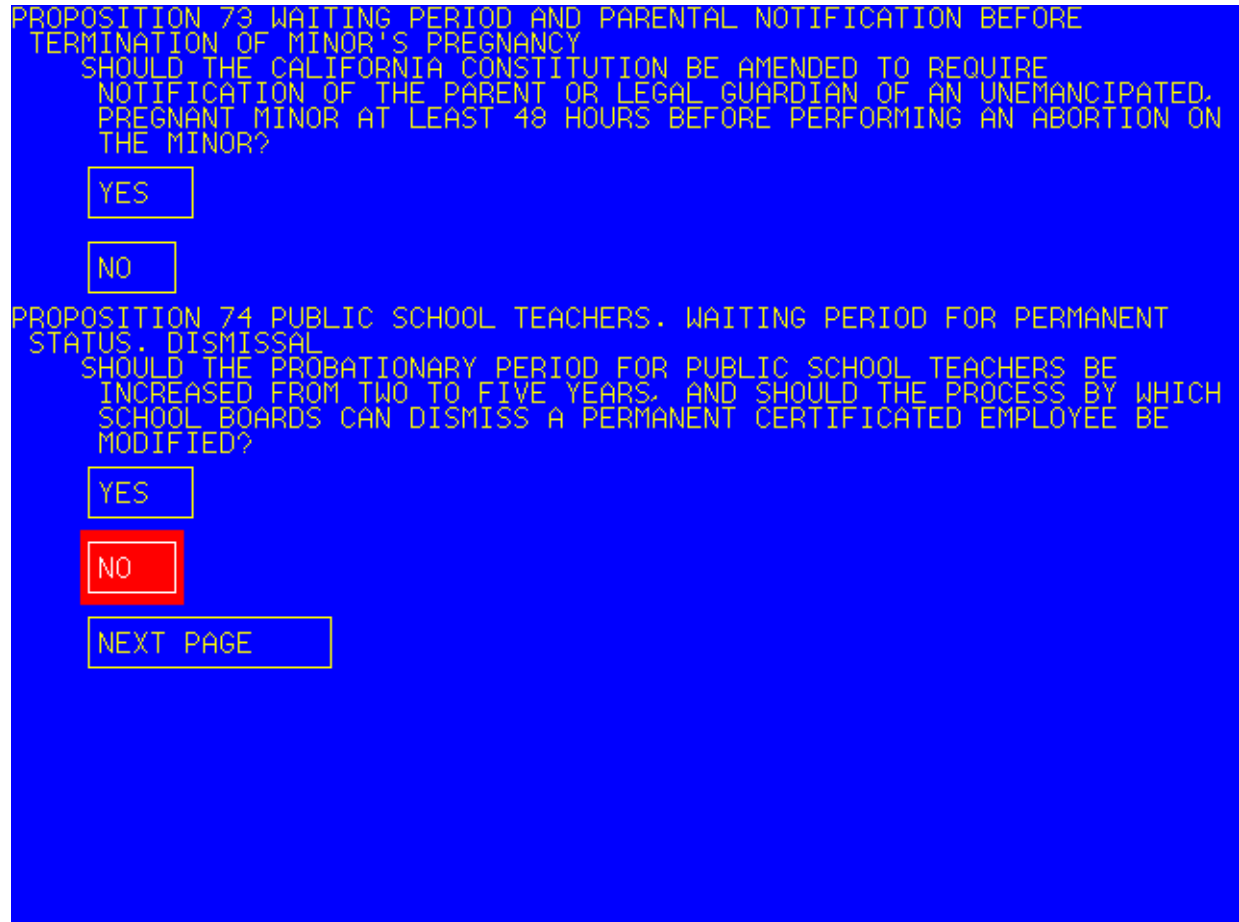 PROPOSITION 73 WAITING PERIOD AND PARENTAL NOTIFICATION BEFORE
TERMINATION OF MINOR'S PREGNANCY
SHOULD THE CALIFORNIA CONSTITUTION BE AMENDED TO REQUIRE
NOTIFICATION OF THE PARENT OR LEGAL GUARDIAN OF AN UNEMANCIPATED,
PREGNANT MINOR AT LEAST 48 HOURS BEFORE PERFORMING AN ABORTION ON
THE MINOR?
YES
NO
PROPOSITION 74 PUBLIC SCHOOL TEACHERS. WAITING PERIOD FOR PERMANENT
STATUS. DISMISSAL
SHOULD THE PROBATIONARY PERIOD FOR PUBLIC SCHOOL TEACHERS BE
INCREASED FROM TWO TO FIVE YEARS, AND SHOULD THE PROCESS BY WHICH
SCHOOL BOARDS CAN DISMISS A PERMANENT CERTIFICATED EMPLOYEE BE
MODIFIED?
YES
NO
NEXT PAGE